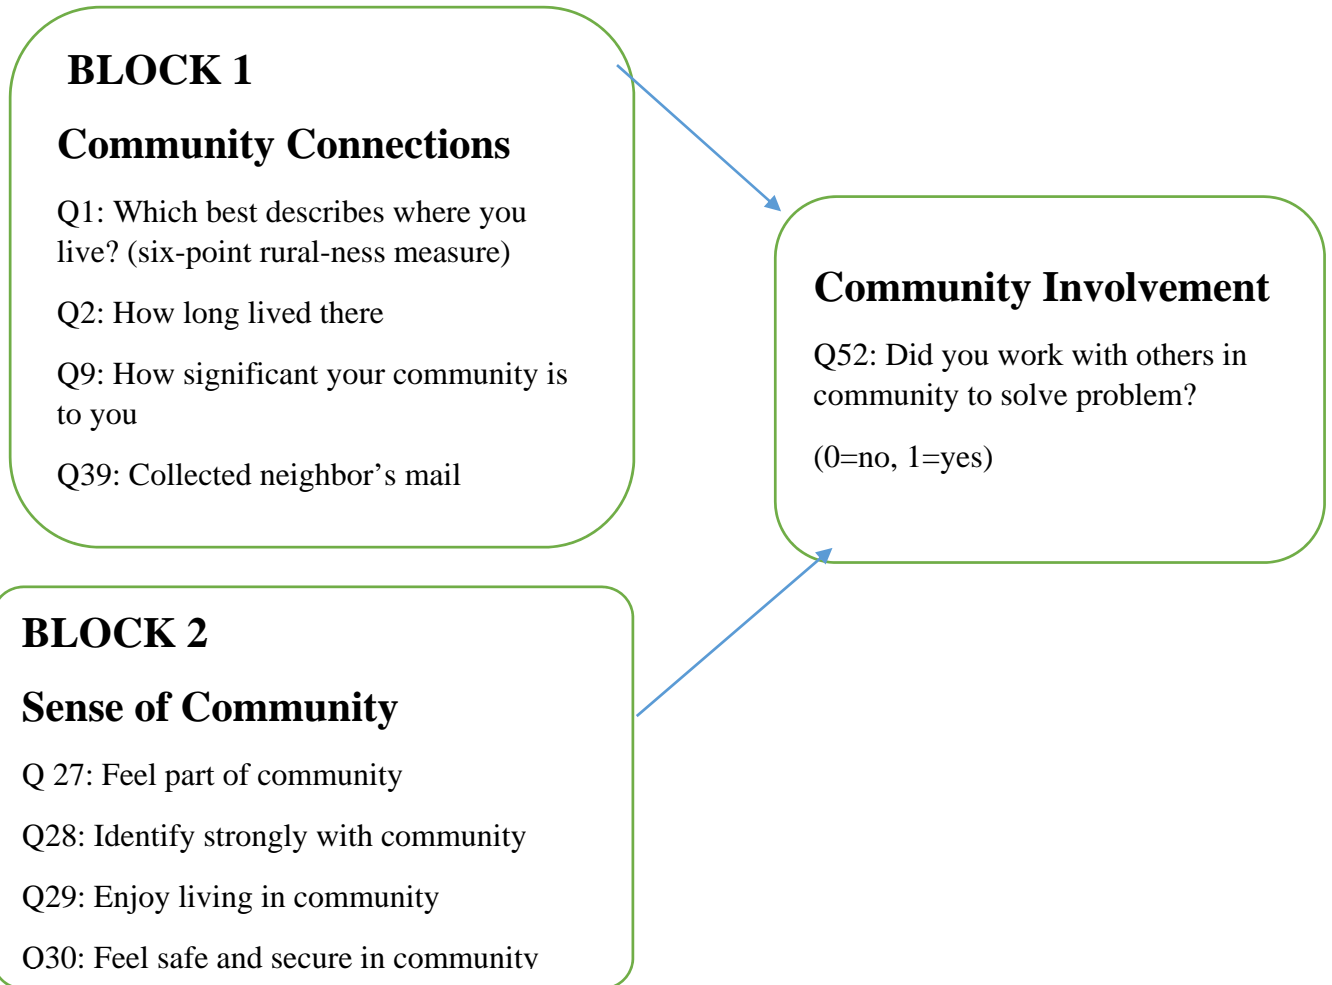 BLOCK 1
Community Connections
Q1: Which best describes where you
live? (six-point rural-ness measure)
Q2: How long lived there
Q9: How significant your community is
to you
Q39: Collected neighbor's mail
Community Involvement
Q52: Did you work with others in
community to solve problem?
(0=no, 1=yes)
BLOCK 2
Sense of Community
Q 27: Feel part of community
Q28: Identify strongly with community
Q29: Enjoy living in community
Q30: Feel safe and secure in community